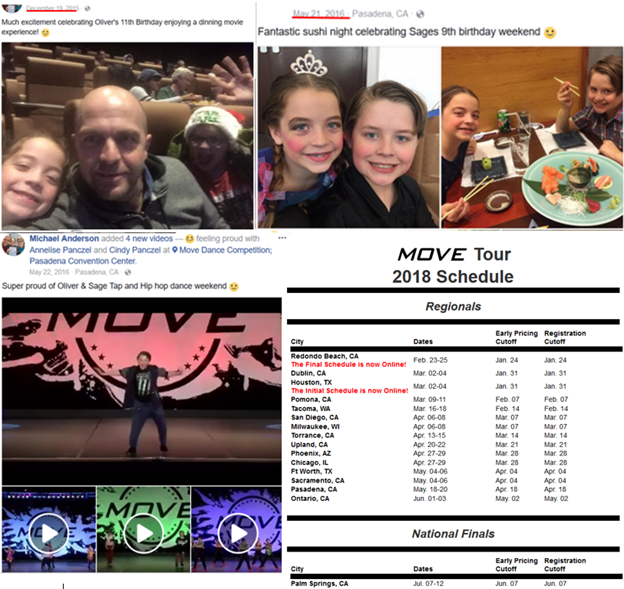 December 19, 2015
Much excitement celebrating Oliver's 11th Birthday enjoying a dinning movie
experience!
May 21, 2016 · Pasadena, CA ·
Fantastic sushi night celebrating Sages 9th birthday weekend
Michael Anderson added 4 new videos — feeling proud with
Annelise Panczel and Cindy Panczel at Move Dance Competition;
Pasadena Convention Center.
May 22, 2016 · Pasadena, CA ·
Super proud of Oliver & Sage Tap and Hip hop dance weekend
MOVE
MOVE
MOVE
MOVE
MOVE Tour
2018 Schedule
Regionals
City Dates Early Pricing Cutoff Registration Cutoff
Redondo Beach, CA Feb. 23-25 Jan. 24 Jan. 24
The Final Schedule is now Online!
Dublin, CA Mar. 02-04 Jan. 31 Jan. 31
Houston, TX Mar. 02-04 Jan. 31 Jan. 31
The Initial Schedule is now Online!
Pomona, CA Mar. 09-11 Feb. 07 Feb. 07
Tacoma, WA Mar. 16-18 Feb. 14 Feb. 14
San Diego, CA Apr. 06-08 Mar. 07 Mar. 07
Milwaukee, WI Apr. 06-08 Mar. 07 Mar. 07
Torrance, CA Apr. 13-15 Mar. 14 Mar. 14
Upland, CA Apr. 20-22 Mar. 21 Mar. 21
Phoenix, AZ Apr. 27-29 Mar. 28 Mar. 28
Chicago, IL Apr. 27-29 Mar. 28 Mar. 28
Ft Worth, TX May. 04-06 Apr. 04 Apr. 04
Sacramento, CA May. 04-06 Apr. 04 Apr. 04
Pasadena, CA May. 18-20 Apr. 18 Apr. 18
Ontario, CA Jun. 01-03 May. 02 May. 02
National Finals
City Dates Early Pricing Cutoff Registration Cutoff
Palm Springs, CA Jul. 07-12 Jun. 07 Jun. 07